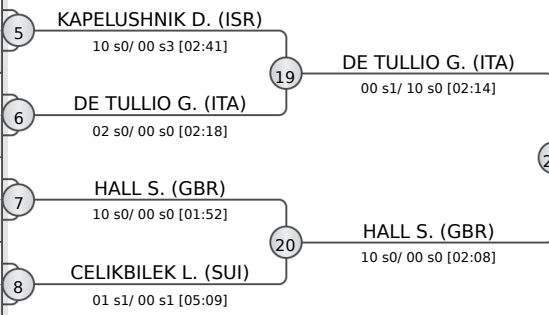 5
KAPELUSHNIK D. (ISR)
10 s0/ 00 s3 [02:41]
19
DE TULLIO G. (ITA)
00 s1/ 10 s0 [02:14]
6
DE TULLIO G. (ITA)
02 s0/ 00 s0 [02:18]
7
HALL S. (GBR)
10 s0/ 00 s0 [01:52]
20
HALL S. (GBR)
10 s0/ 00 s0 [02:08]
8
CELIKBILEK L. (SUI)
01 s1/ 00 s1 [05:09]